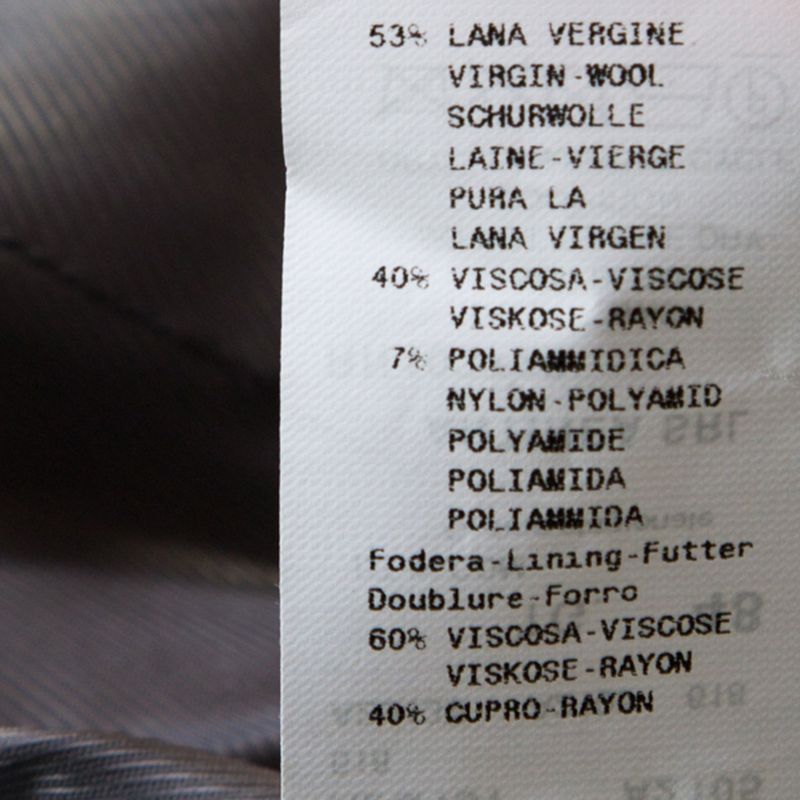 53% LANA VERGINE
VIRGIN-WOOL
SCHURWOLLE
LAINE-VIERGE
PURA LA
LANA VIRGEN
40% VISCOSA-VISCOSE
VISKOSE-RAYON
7% POLIAMMIDICA
NYLON-POLYAMID
POLYAMIDE
POLIAMIDA
POLIAMMIDA
Fodera-Lining-Futter
Doublure-Forro
60% VISCOSA-VISCOSE
VISKOSE-RAYON
40% CUPRO-RAYON